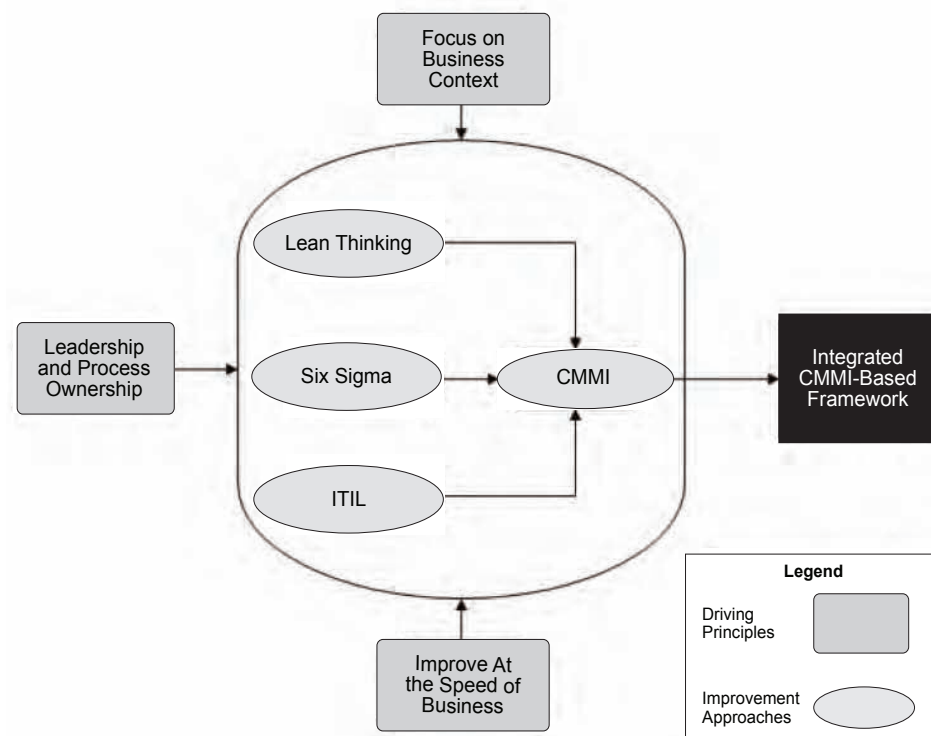 Focus on
Business
Context
Lean Thinking
Leadership
and Process
Ownership
Six Sigma
CMMI
Integrated
CMMI-Based
Framework
ITIL
Improve At
the Speed of
Business
Legend
Driving
Principles
Improvement
Approaches